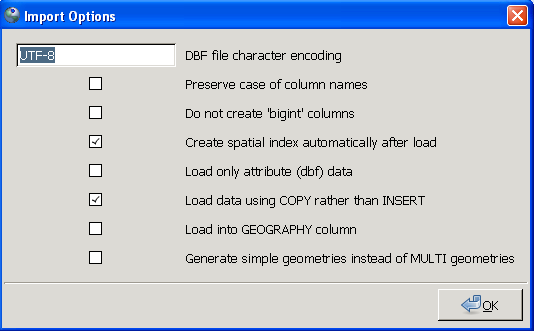 Import Options
UTF-8 DBF file character encoding
Preserve case of column names
Do not create 'bigint' columns
Create spatial index automatically after load
Load only attribute (dbf) data
Load data using COPY rather than INSERT
Load into GEOGRAPHY column
Generate simple geometries instead of MULTI geometries
OK